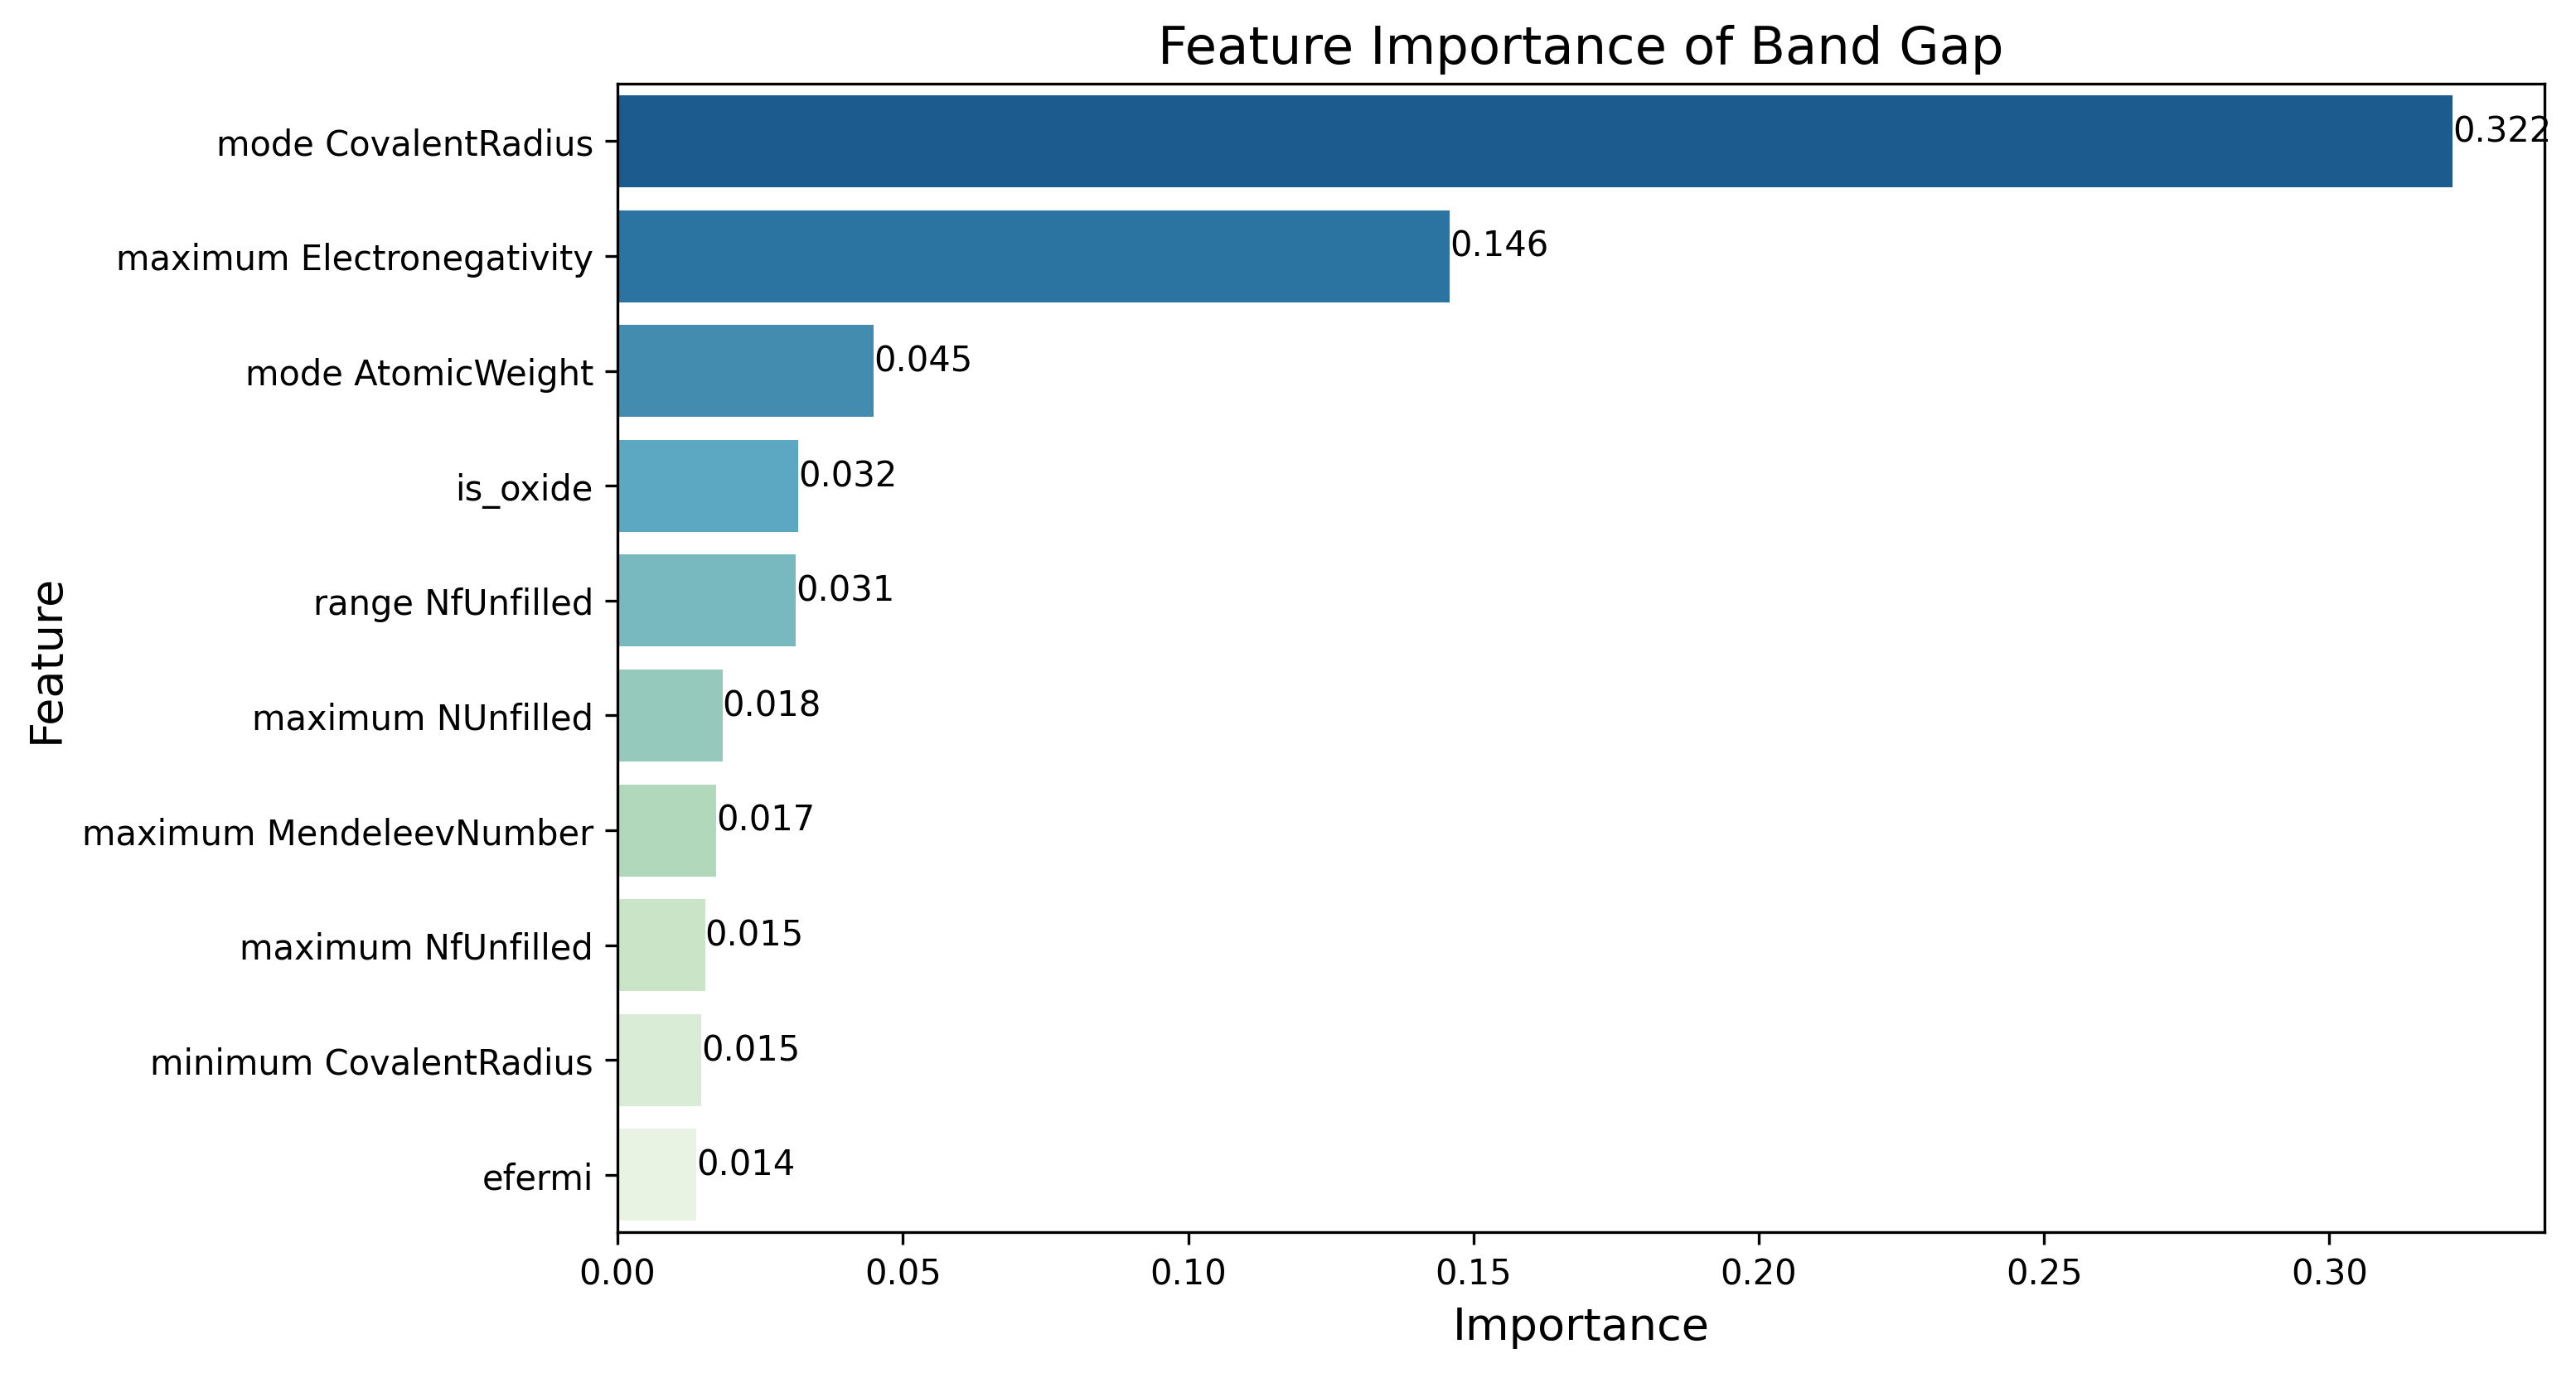 Feature Importance of Band Gap
mode CovalentRadius
0.322
maximum Electronegativity
0.146
mode AtomicWeight
0.045
is_oxide
0.032
range NfUnfilled
0.031
maximum NUnfilled
0.018
maximum MendeleevNumber
0.017
maximum NfUnfilled
0.015
minimum CovalentRadius
0.015
efermi
0.014
Feature
0.00 0.05 0.10 0.15 0.20 0.25 0.30
Importance